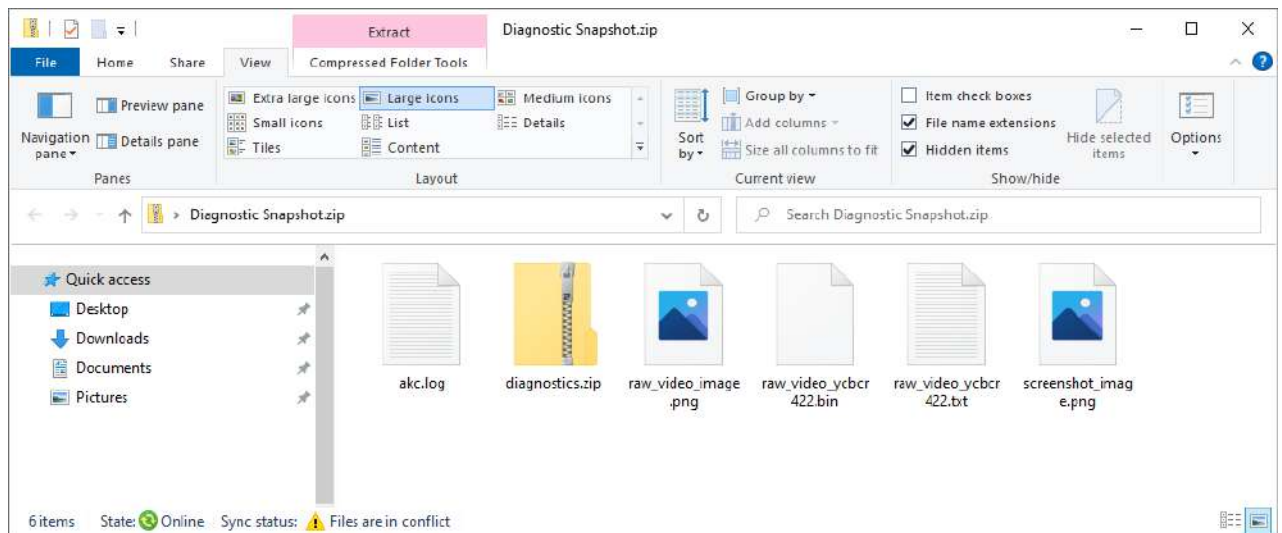 Extract
Diagnostic Snapshot.zip
File
Home
Share
View
Compressed Folder Tools
Navigation pane
Preview pane
Details pane
Panes
Extra large icons
Large icons
Medium icons
Small icons
List
Details
Tiles
Content
Layout
Sort by
Group by
Add columns
Size all columns to fit
Current view
Item check boxes
File name extensions
Hidden items
Hide selected items
Show/hide
Options
Diagnostic Snapshot.zip
Search Diagnostic Snapshot.zip
Quick access
Desktop
Downloads
Documents
Pictures
akc.log
diagnostics.zip
raw_video_image
.png
raw_video_ycbcr
422.bin
raw_video_ycbcr
422.txt
screenshot_imag
e.png
6 items State: Online Sync status: Files are in conflict